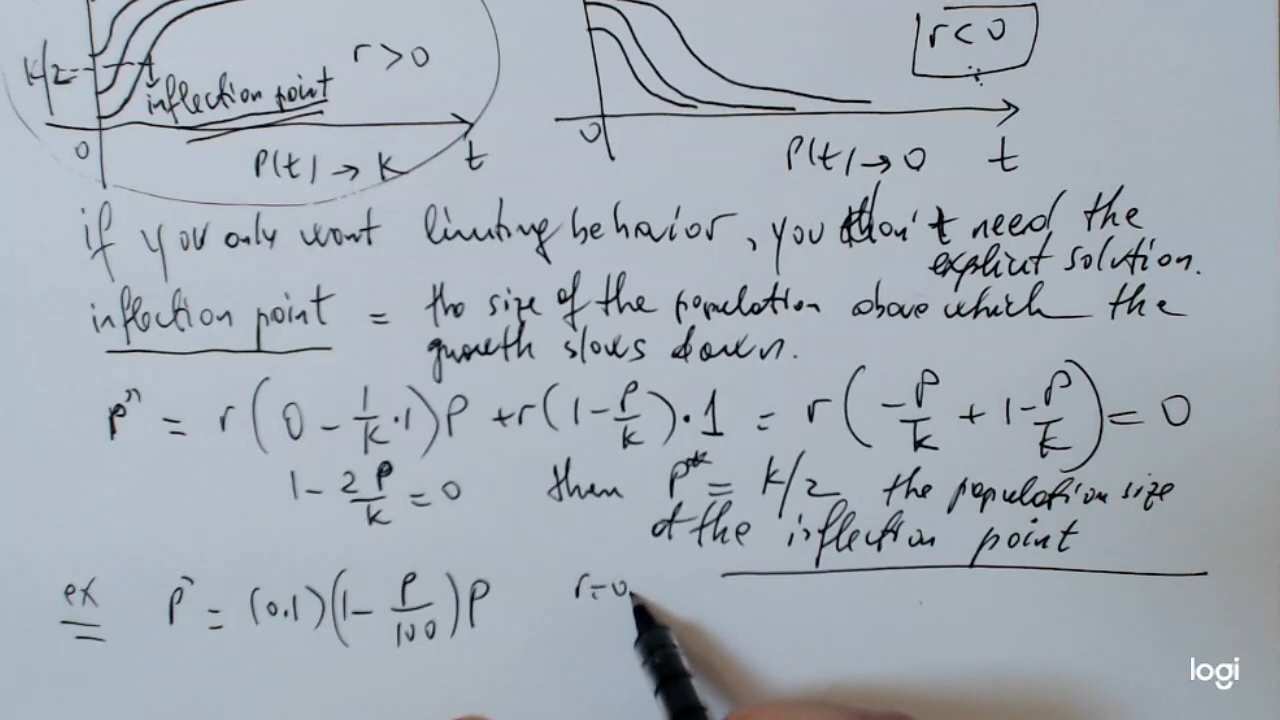 k/2
inflection point
r > 0
0
P(t) → K
t
r < 0
0
P(t) → 0
t
if you only want limiting behavior, you don't need the
explicit solution.
inflection point = the size of the population above which the
growth slows down.
P'' = r(0 - 1/k · 1)P + r(1 - P/k) · 1 = r(-P/k + 1 - P/k) = 0
1 - 2P/k = 0 then P* = K/2 the population size
at the inflection point
ex P' = (0.1)(1 - P/100)P r = 0.
logi